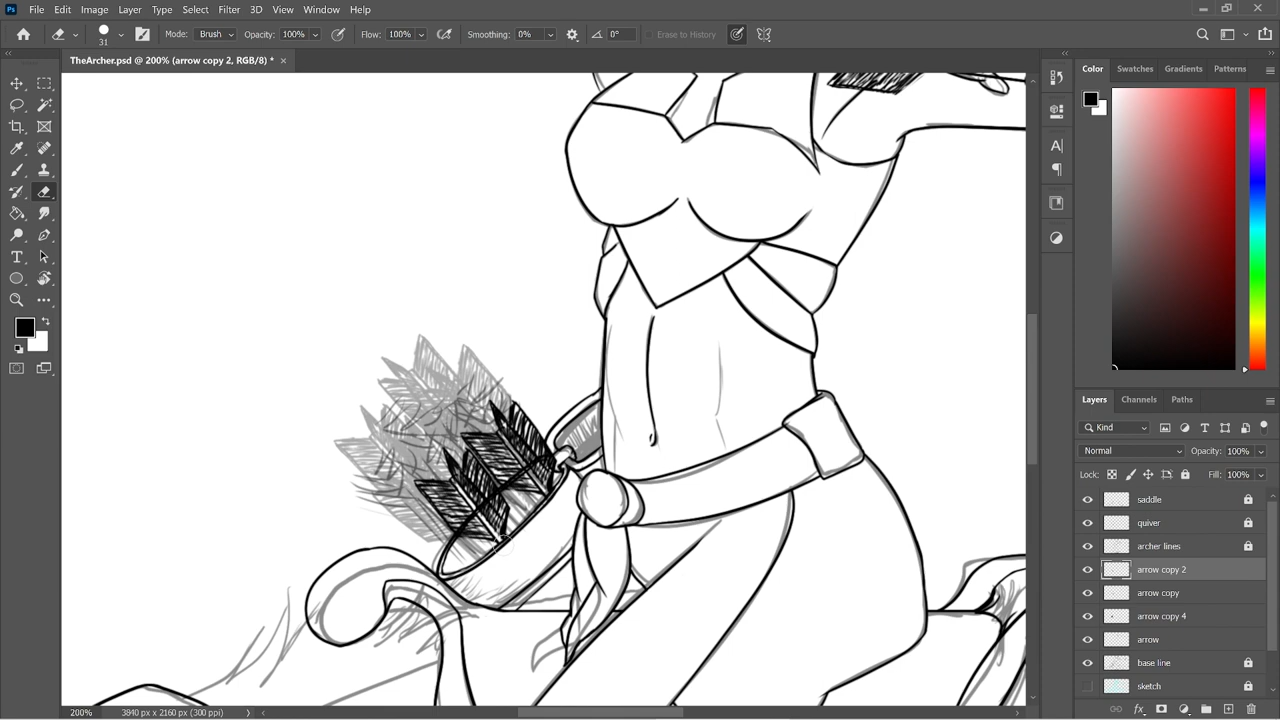 Ps File Edit Image Layer Type Select Filter 3D View Window Help
31 Mode: Brush Opacity: 100% Flow: 100% Smoothing: 0% 0° Erase to History
TheArcher.psd @ 200% (arrow copy 2, RGB/8) *
Color Swatches Gradients Patterns
Layers Channels Paths
Kind
Normal Opacity: 100%
Lock: Fill: 100%
saddle
quiver
archer lines
arrow copy 2
arrow copy
arrow copy 4
arrow
base line
sketch
200% 3840 px x 2160 px (300 ppi)